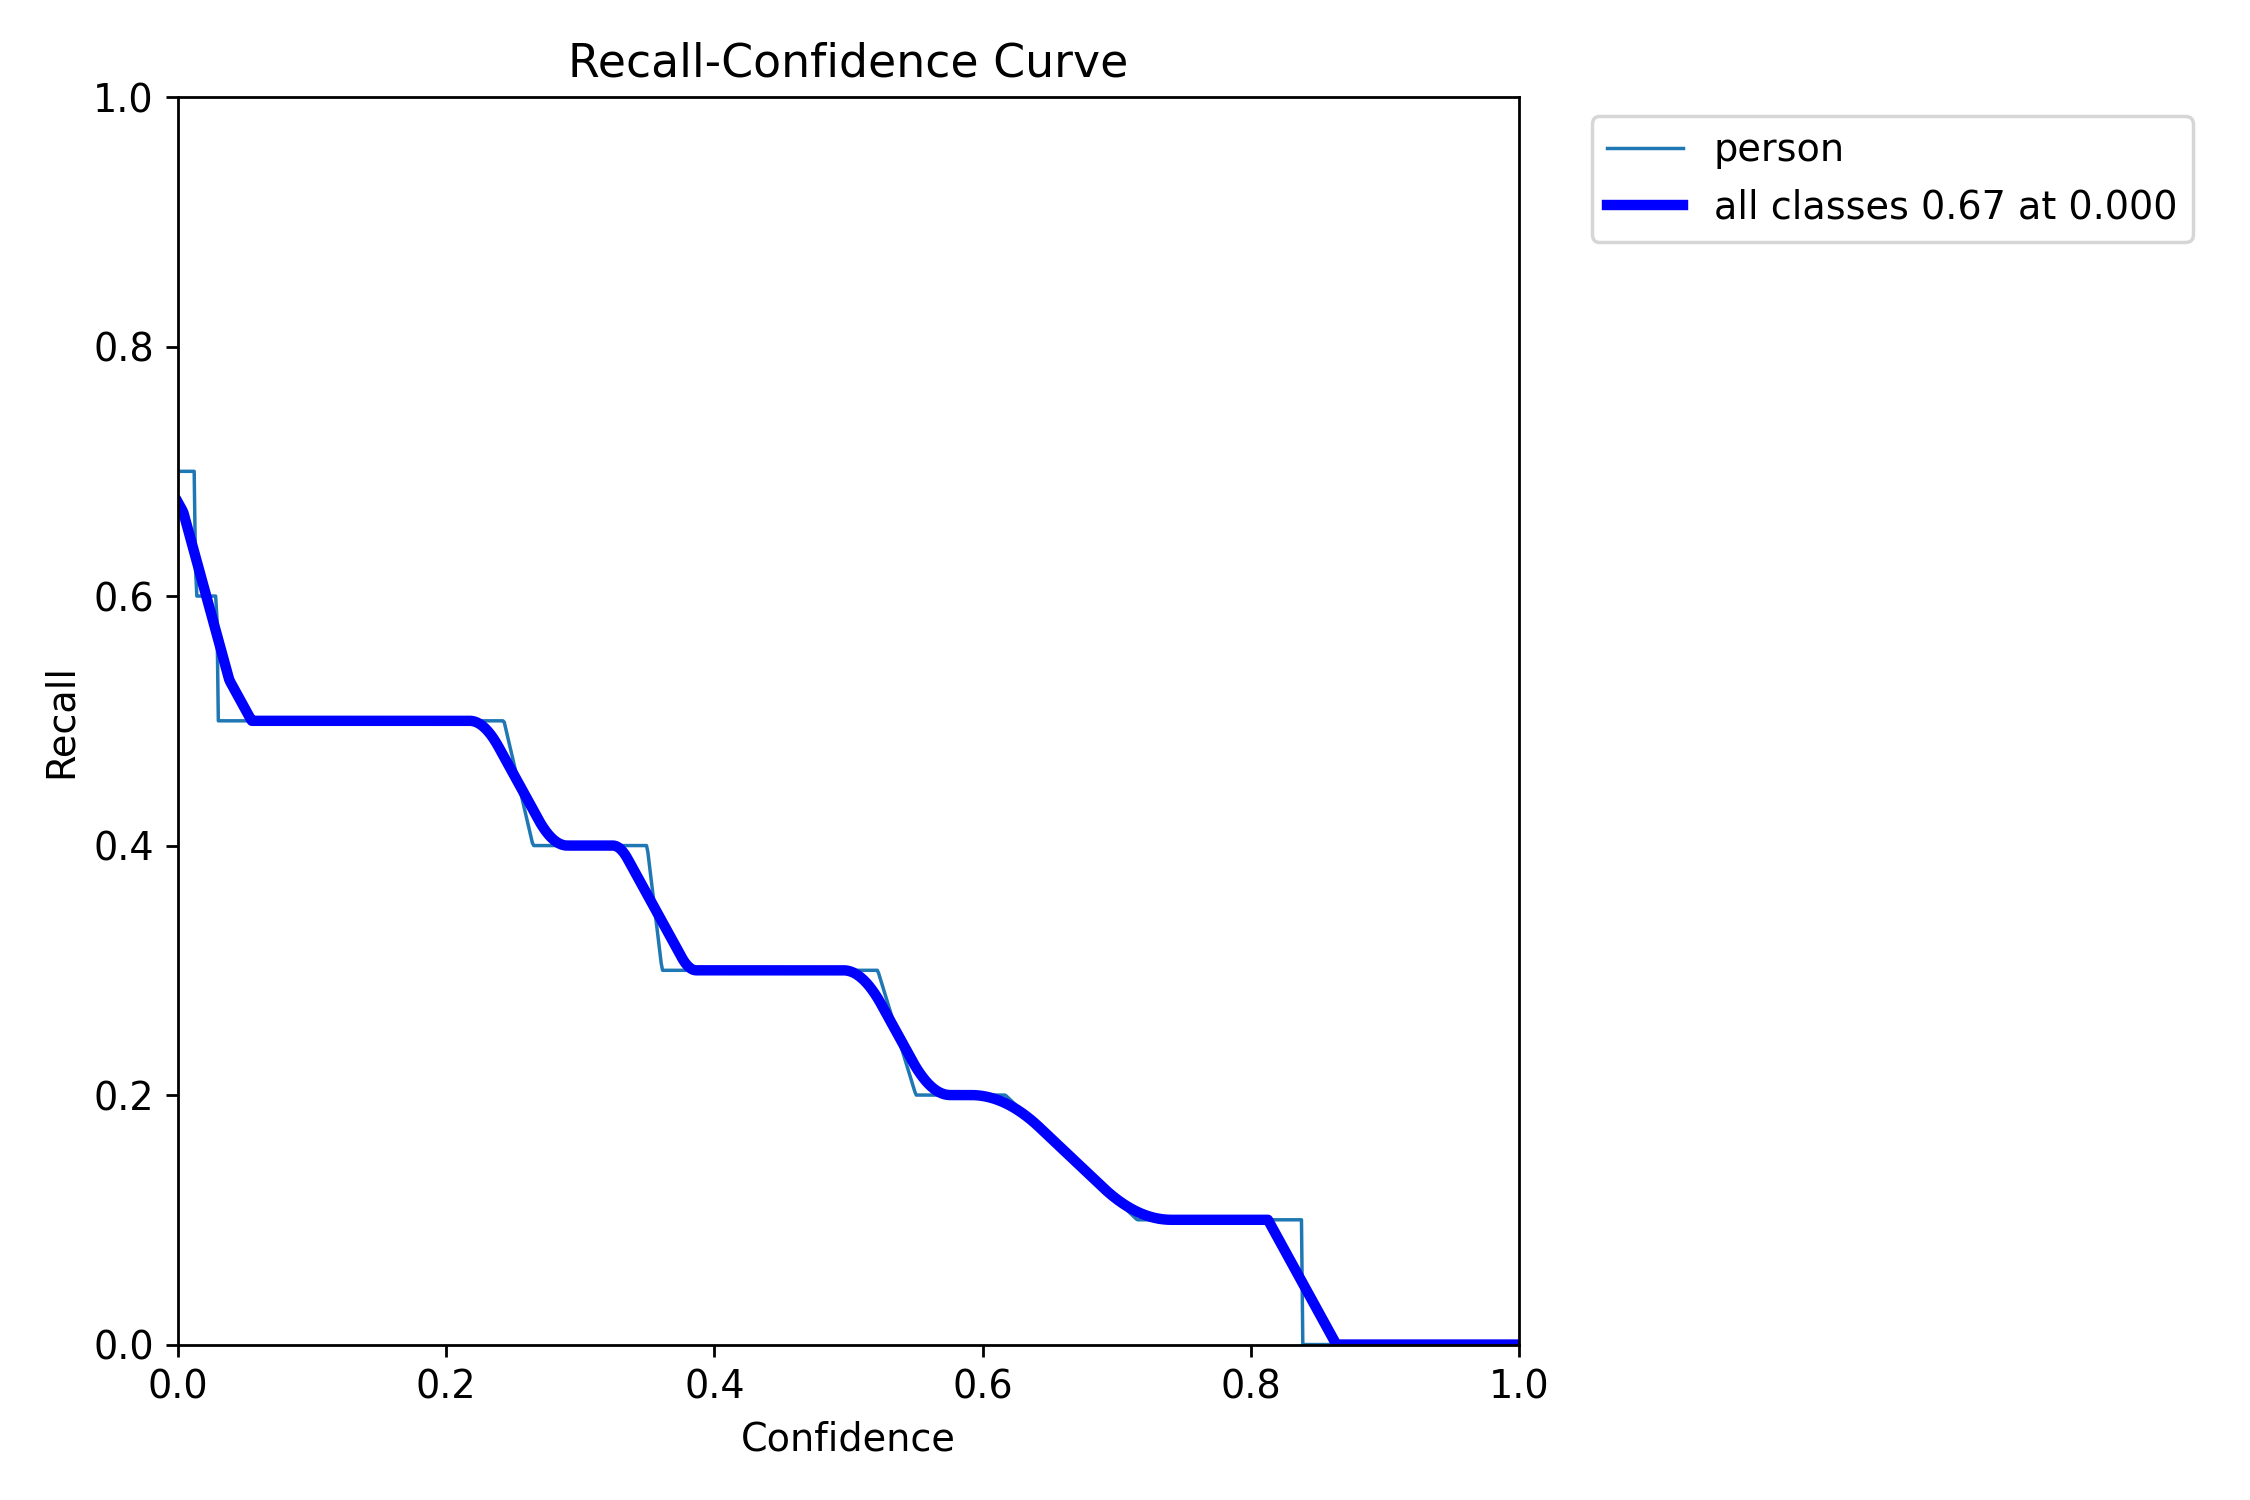 Recall-Confidence Curve
1.0
0.8
0.6
0.4
0.2
0.0
Recall
0.0 0.2 0.4 0.6 0.8 1.0
Confidence
person
all classes 0.67 at 0.000